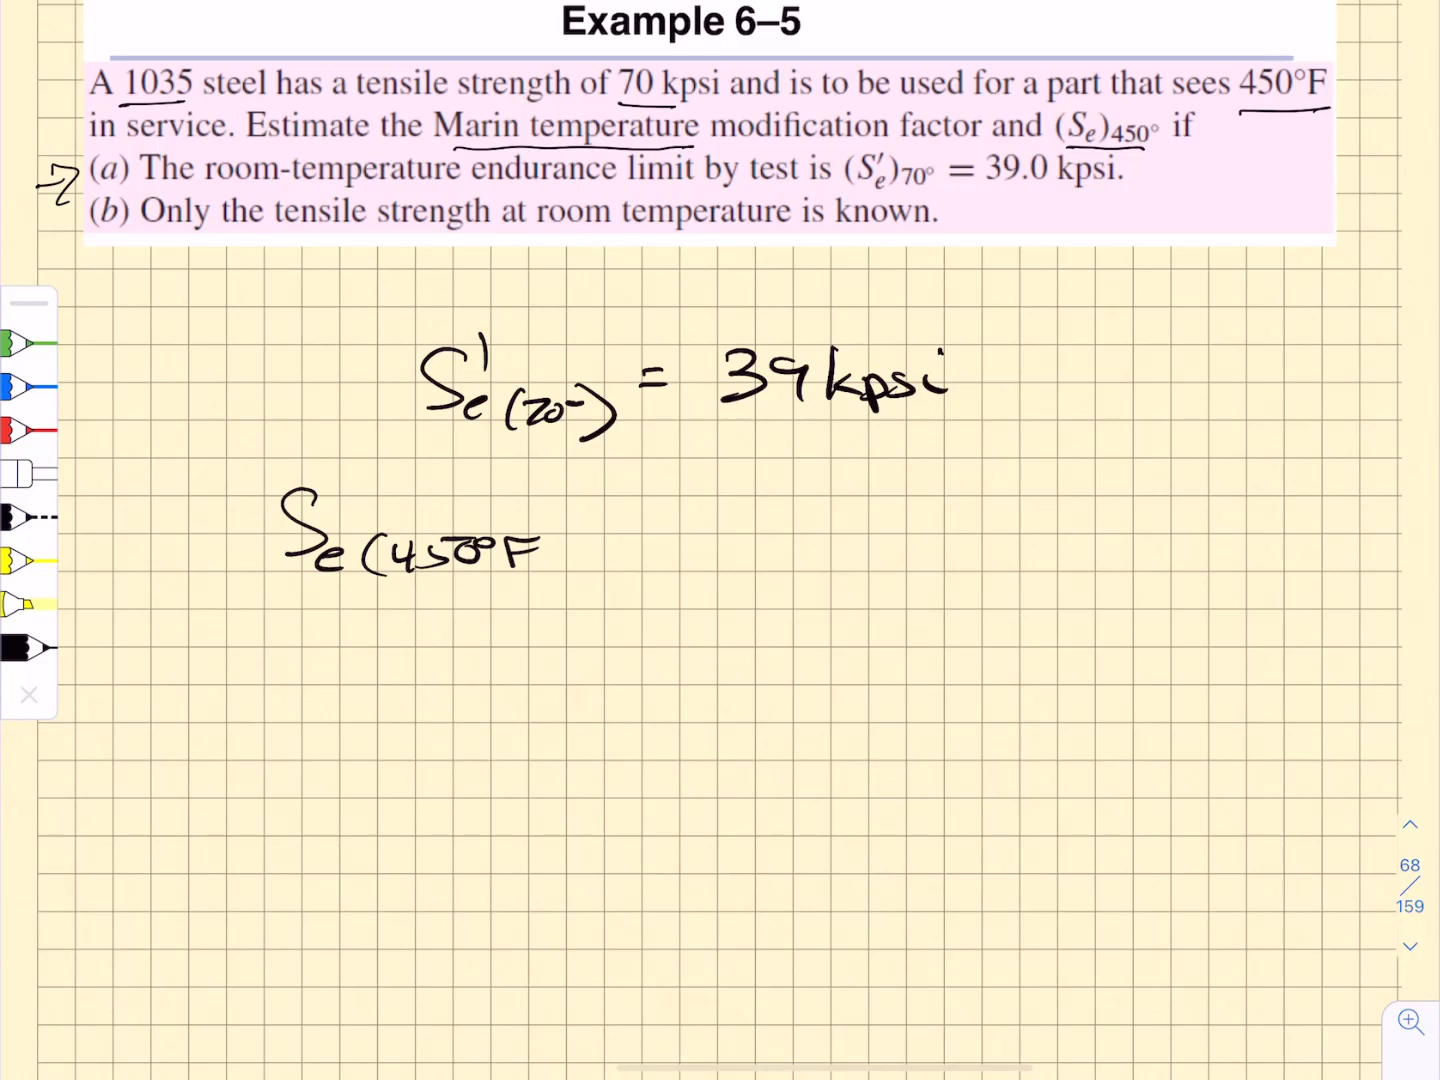 Example 6–5
A 1035 steel has a tensile strength of 70 kpsi and is to be used for a part that sees 450°F
in service. Estimate the Marin temperature modification factor and (Se)450° if
(a) The room-temperature endurance limit by test is (S′e)70° = 39.0 kpsi.
(b) Only the tensile strength at room temperature is known.
S'e (70°) = 39 kpsi
Se (450°F
68
159